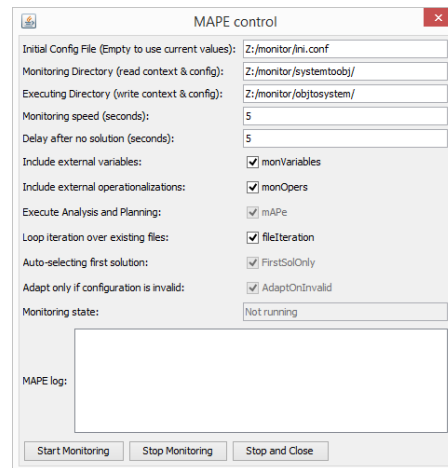 MAPE control
Initial Config File (Empty to use current values): Z:/monitor/ini.conf
Monitoring Directory (read context & config): Z:/monitor/systemtoobj/
Executing Directory (write context & config): Z:/monitor/objtosystem/
Monitoring speed (seconds): 5
Delay after no solution (seconds): 5
Include external variables: monVariables
Include external operationalizations: monOpers
Execute Analysis and Planning: mAPe
Loop iteration over existing files: fileIteration
Auto-selecting first solution: FirstSolOnly
Adapt only if configuration is invalid: AdaptOnInvalid
Monitoring state: Not running
MAPE log:
Start Monitoring Stop Monitoring Stop and Close